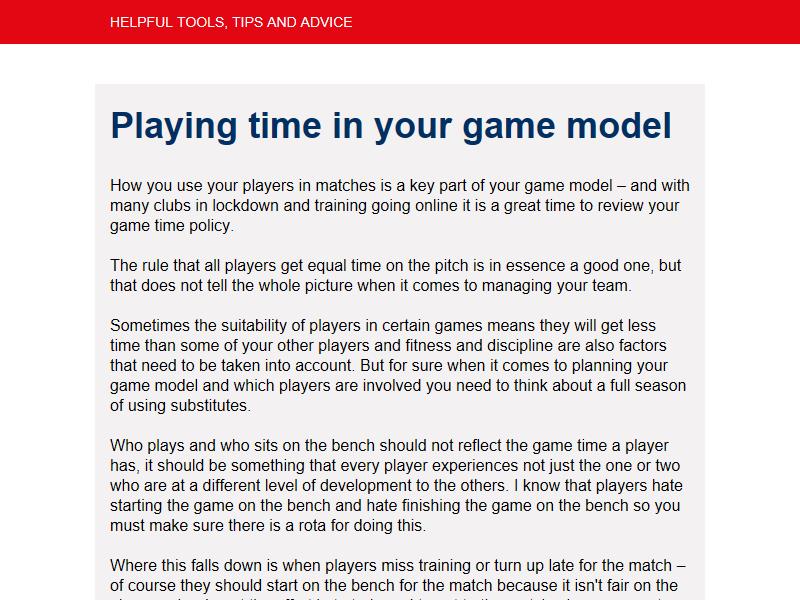 HELPFUL TOOLS, TIPS AND ADVICE
Playing time in your game model
How you use your players in matches is a key part of your game model – and with
many clubs in lockdown and training going online it is a great time to review your
game time policy.
The rule that all players get equal time on the pitch is in essence a good one, but
that does not tell the whole picture when it comes to managing your team.
Sometimes the suitability of players in certain games means they will get less
time than some of your other players and fitness and discipline are also factors
that need to be taken into account. But for sure when it comes to planning your
game model and which players are involved you need to think about a full season
of using substitutes.
Who plays and who sits on the bench should not reflect the game time a player
has, it should be something that every player experiences not just the one or two
who are at a different level of development to the others. I know that players hate
starting the game on the bench and hate finishing the game on the bench so you
must make sure there is a rota for doing this.
Where this falls down is when players miss training or turn up late for the match –
of course they should start on the bench for the match because it isn't fair on the